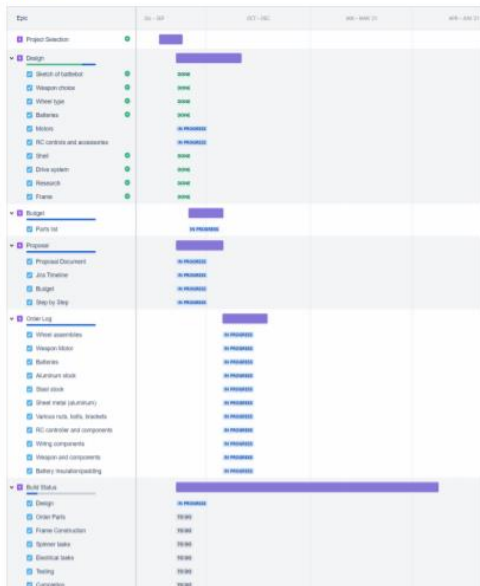 Epic JUL - SEP OCT - DEC JAN - MAR '21 APR - JUN '21
Project Selection
Design
Sketch of battlebot DONE
Weapon choice DONE
Wheel type DONE
Batteries DONE
Motors IN PROGRESS
RC controls and accessories IN PROGRESS
Shell DONE
Drive system DONE
Research DONE
Frame DONE
Budget
Parts list IN PROGRESS
Proposal
Proposal Document IN PROGRESS
Jira Timeline IN PROGRESS
Budget IN PROGRESS
Step by Step IN PROGRESS
Order Log
Wheel assemblies IN PROGRESS
Weapon Motor IN PROGRESS
Batteries IN PROGRESS
Aluminum stock IN PROGRESS
Steel stock IN PROGRESS
Sheet metal (aluminum) IN PROGRESS
Various nuts, bolts, brackets IN PROGRESS
RC controller and components IN PROGRESS
Wiring components IN PROGRESS
Weapon and components IN PROGRESS
Battery insulation/padding IN PROGRESS
Build Status
Design IN PROGRESS
Order Parts TO DO
Frame Construction TO DO
Spinner tasks TO DO
Electrical tasks TO DO
Testing TO DO
Completion TO DO